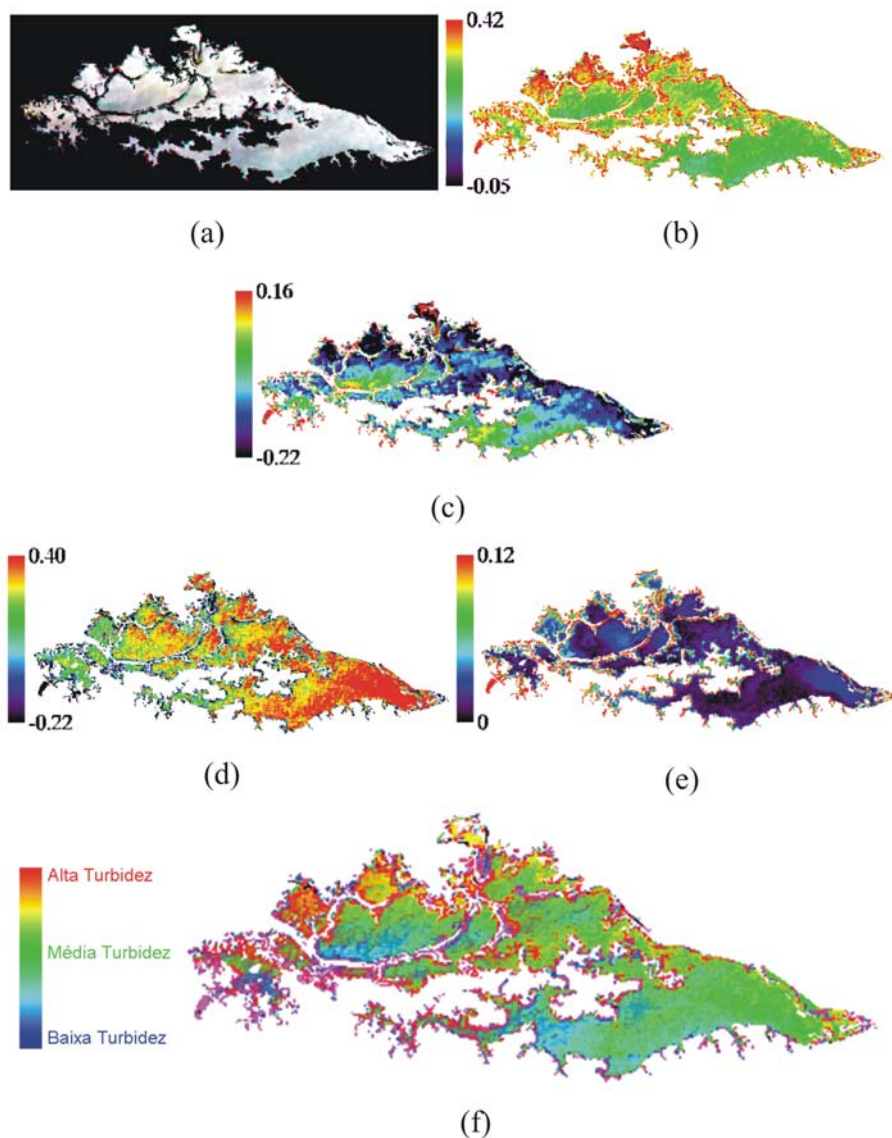 0.42
-0.05
(a)
(b)
0.16
-0.22
(c)
0.40
-0.22
0.12
0
(d)
(e)
Alta Turbidez
Média Turbidez
Baixa Turbidez
(f)